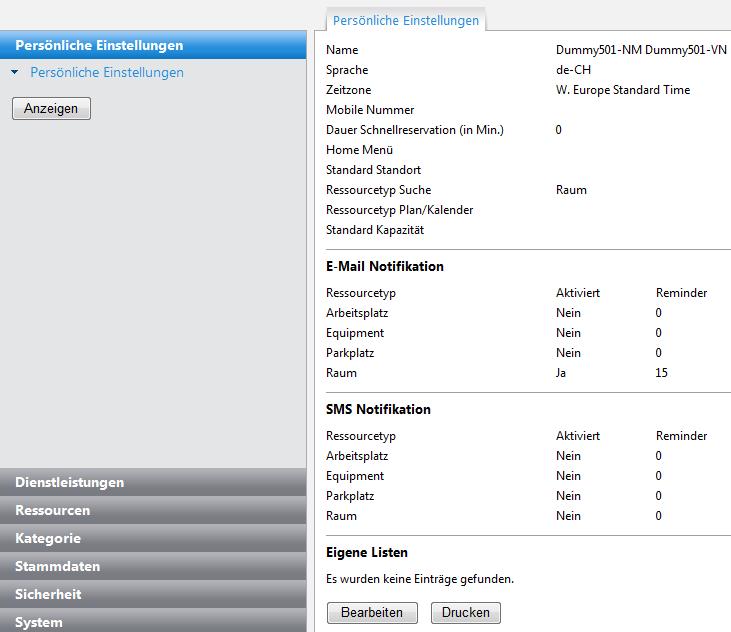 Persönliche Einstellungen
Persönliche Einstellungen
Anzeigen
Dienstleistungen
Ressourcen
Kategorie
Stammdaten
Sicherheit
System
Persönliche Einstellungen
Name Dummy501-NM Dummy501-VN
Sprache de-CH
Zeitzone W. Europe Standard Time
Mobile Nummer
Dauer Schnellreservation (in Min.) 0
Home Menü
Standard Standort
Ressourcetyp Suche Raum
Ressourcetyp Plan/Kalender
Standard Kapazität
E-Mail Notifikation
Ressourcetyp Aktiviert Reminder
Arbeitsplatz Nein 0
Equipment Nein 0
Parkplatz Nein 0
Raum Ja 15
SMS Notifikation
Ressourcetyp Aktiviert Reminder
Arbeitsplatz Nein 0
Equipment Nein 0
Parkplatz Nein 0
Raum Nein 0
Eigene Listen
Es wurden keine Einträge gefunden.
Bearbeiten Drucken